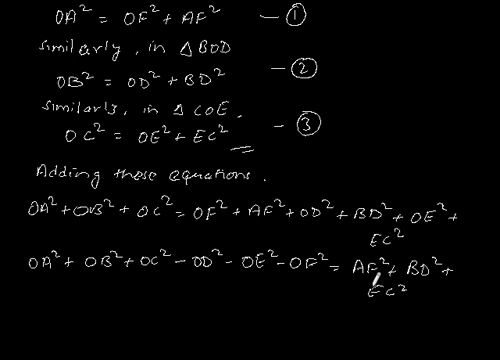 OA² = OF² + AF² — ①
similarly, in △ BOD
OB² = OD² + BD² — ②
similarly, in △ COE,
OC² = OE² + EC² — ③
Adding those equations.
OA² + OB² + OC² = OF² + AF² + OD² + BD² + OE² +
EC²
OA² + OB² + OC² - OD² - OE² - OF² = AF² + BD² +
EC²